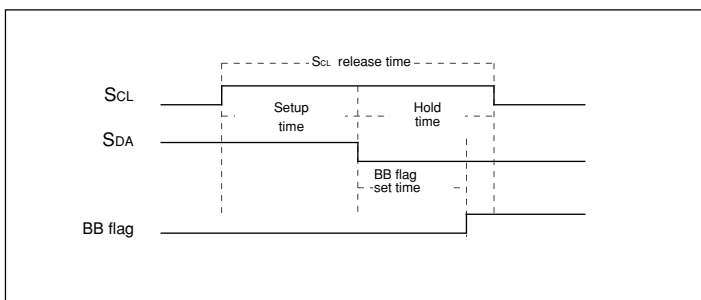 SCL release time
SCL
Setup
time
Hold
time
SDA
BB flag
set time
BB flag